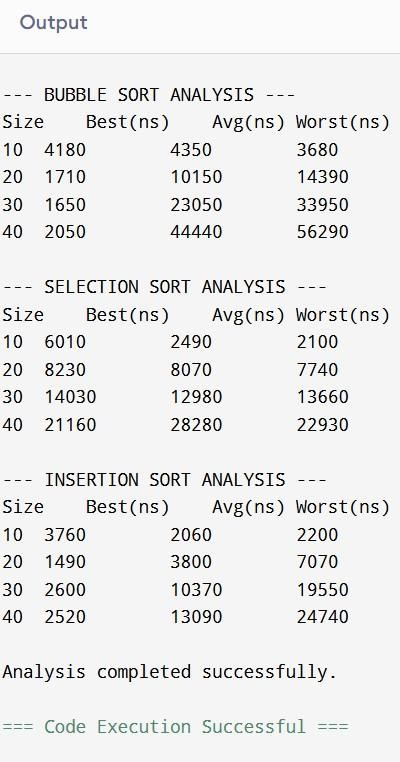 Output
--- BUBBLE SORT ANALYSIS ---
Size Best(ns) Avg(ns) Worst(ns)
10 4180 4350 3680
20 1710 10150 14390
30 1650 23050 33950
40 2050 44440 56290
--- SELECTION SORT ANALYSIS ---
Size Best(ns) Avg(ns) Worst(ns)
10 6010 2490 2100
20 8230 8070 7740
30 14030 12980 13660
40 21160 28280 22930
--- INSERTION SORT ANALYSIS ---
Size Best(ns) Avg(ns) Worst(ns)
10 3760 2060 2200
20 1490 3800 7070
30 2600 10370 19550
40 2520 13090 24740
Analysis completed successfully.
=== Code Execution Successful ===